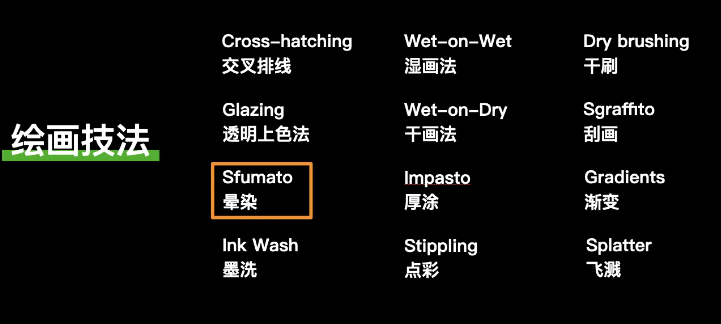 绘画技法
Cross-hatching
交叉排线
Wet-on-Wet
湿画法
Dry brushing
干刷
Glazing
透明上色法
Wet-on-Dry
干画法
Sgraffito
刮画
Sfumato
晕染
Impasto
厚涂
Gradients
渐变
Ink Wash
墨洗
Stippling
点彩
Splatter
飞溅